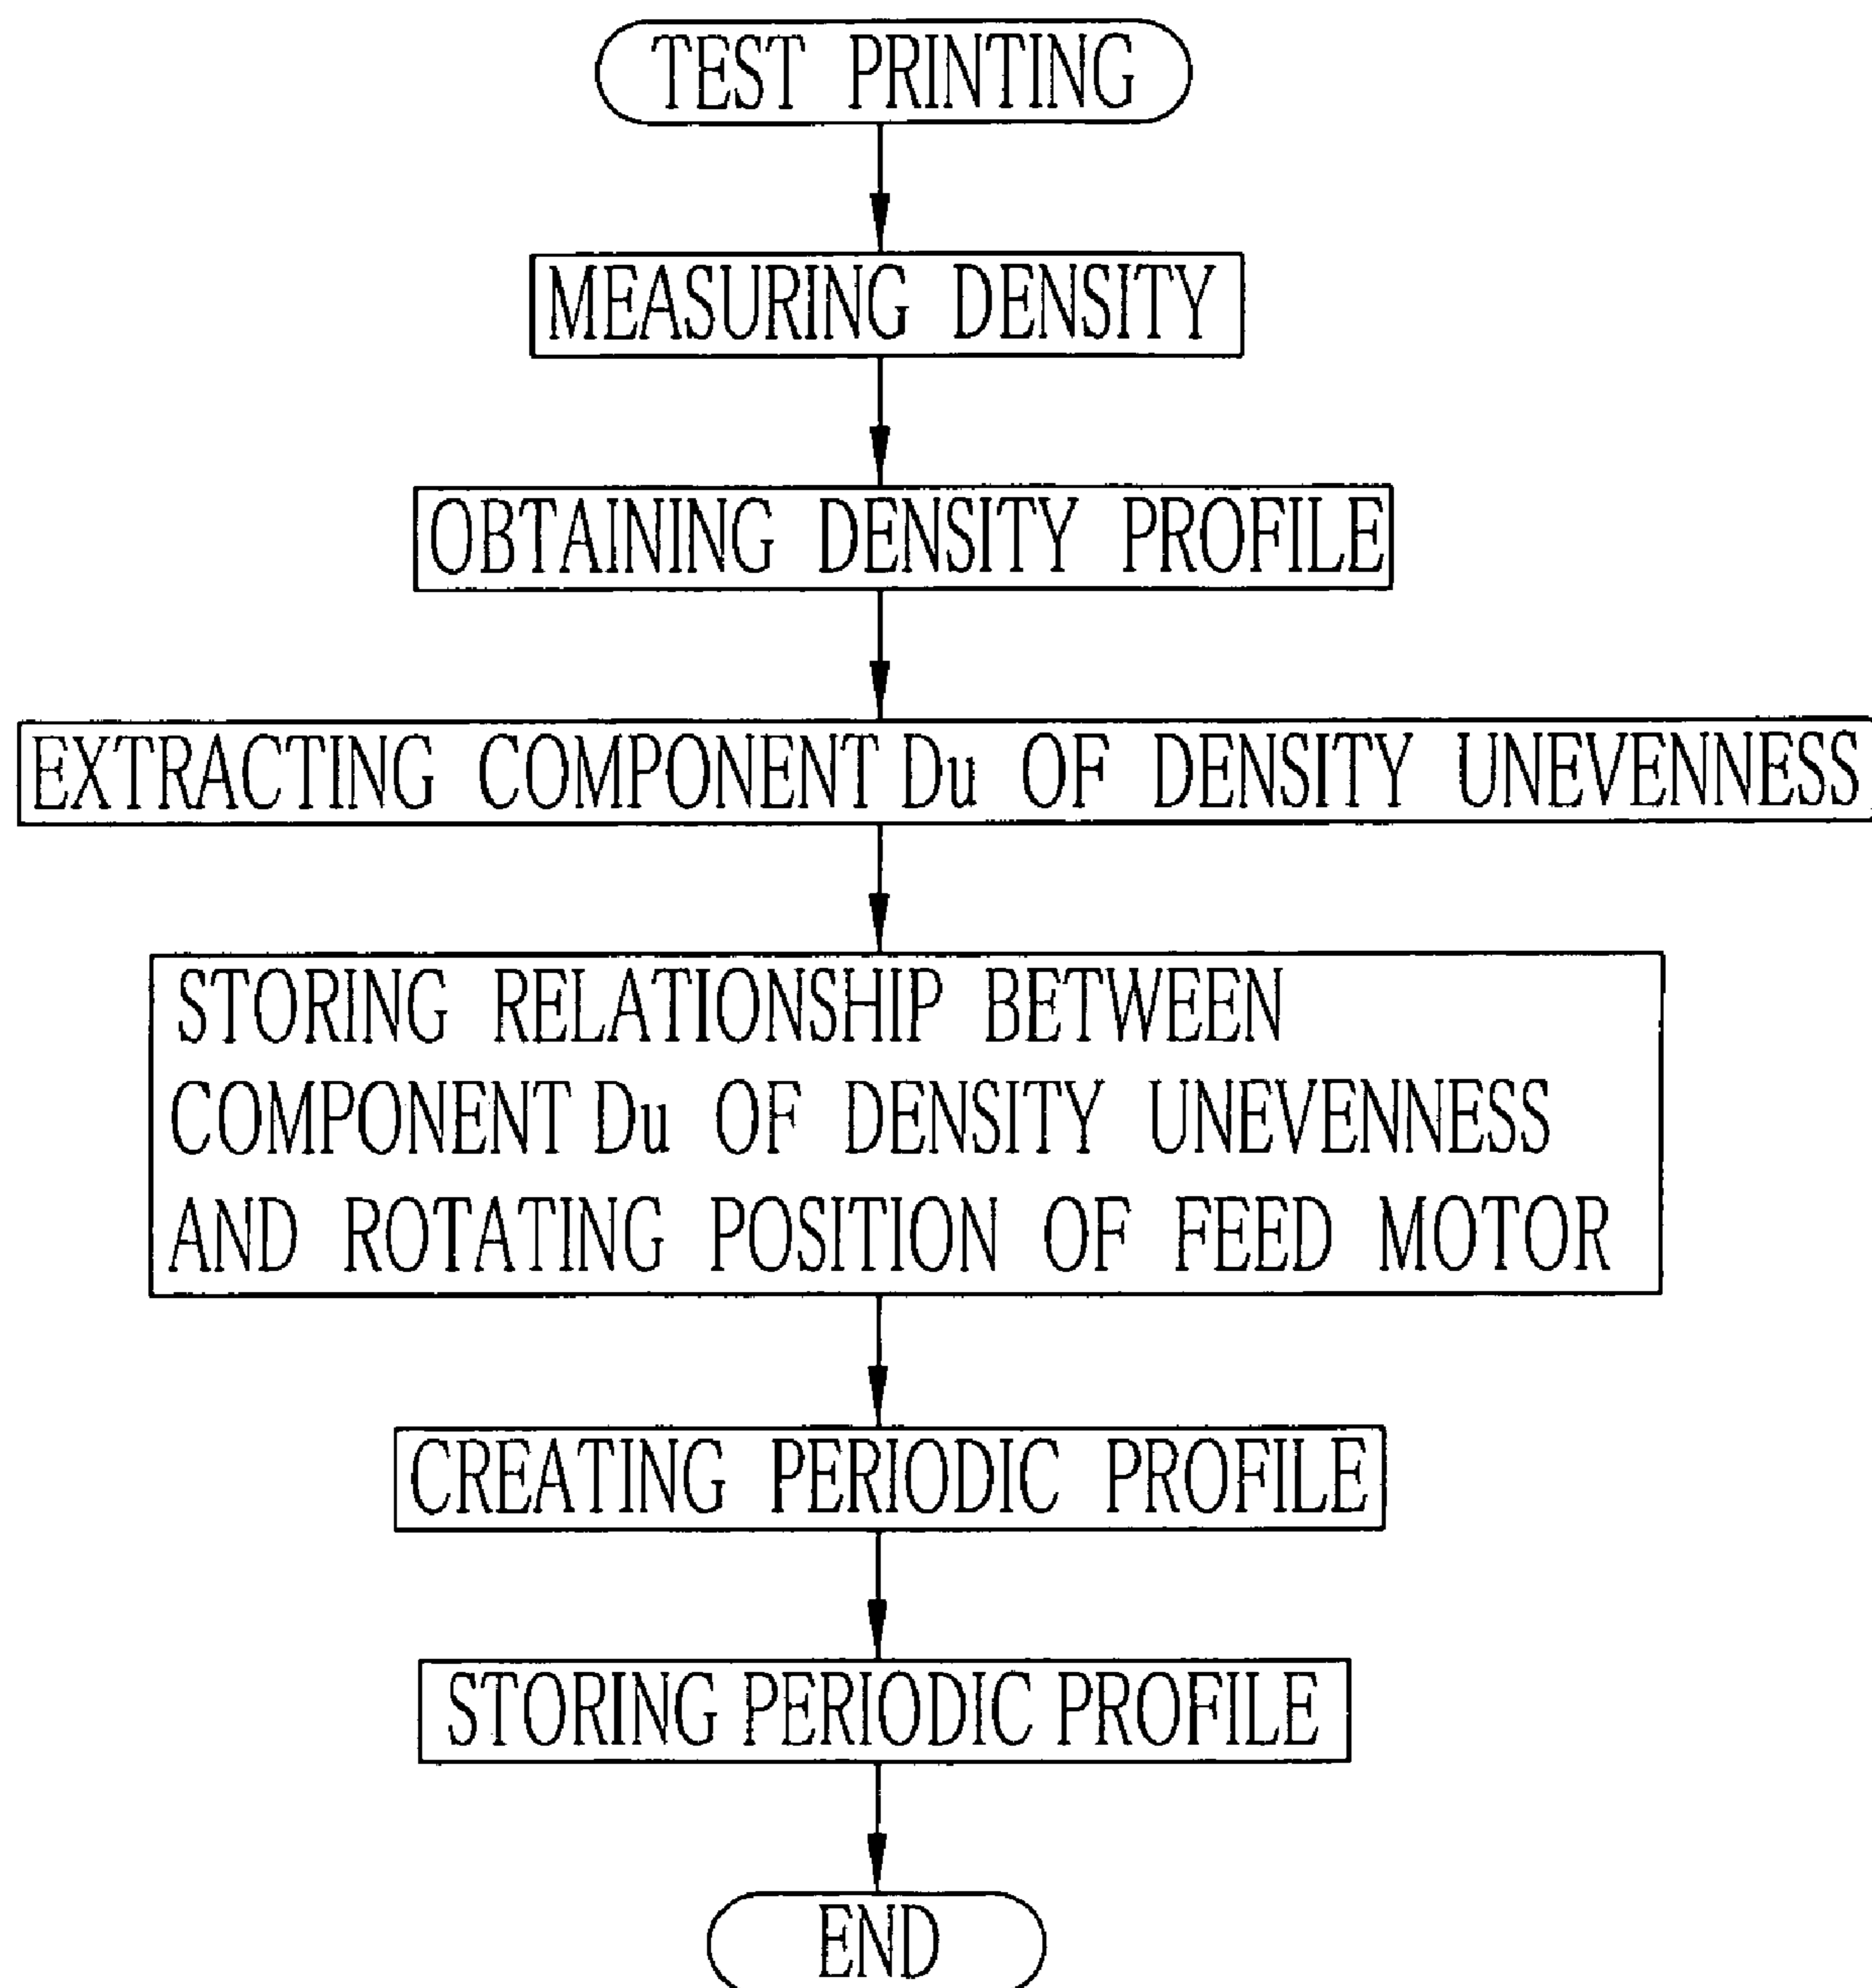 TEST PRINTING
MEASURING DENSITY
OBTAINING DENSITY PROFILE
EXTRACTING COMPONENT Du OF DENSITY UNEVENNESS
STORING RELATIONSHIP BETWEEN
COMPONENT Du OF DENSITY UNEVENNESS
AND ROTATING POSITION OF FEED MOTOR
CREATING PERIODIC PROFILE
STORING PERIODIC PROFILE
END